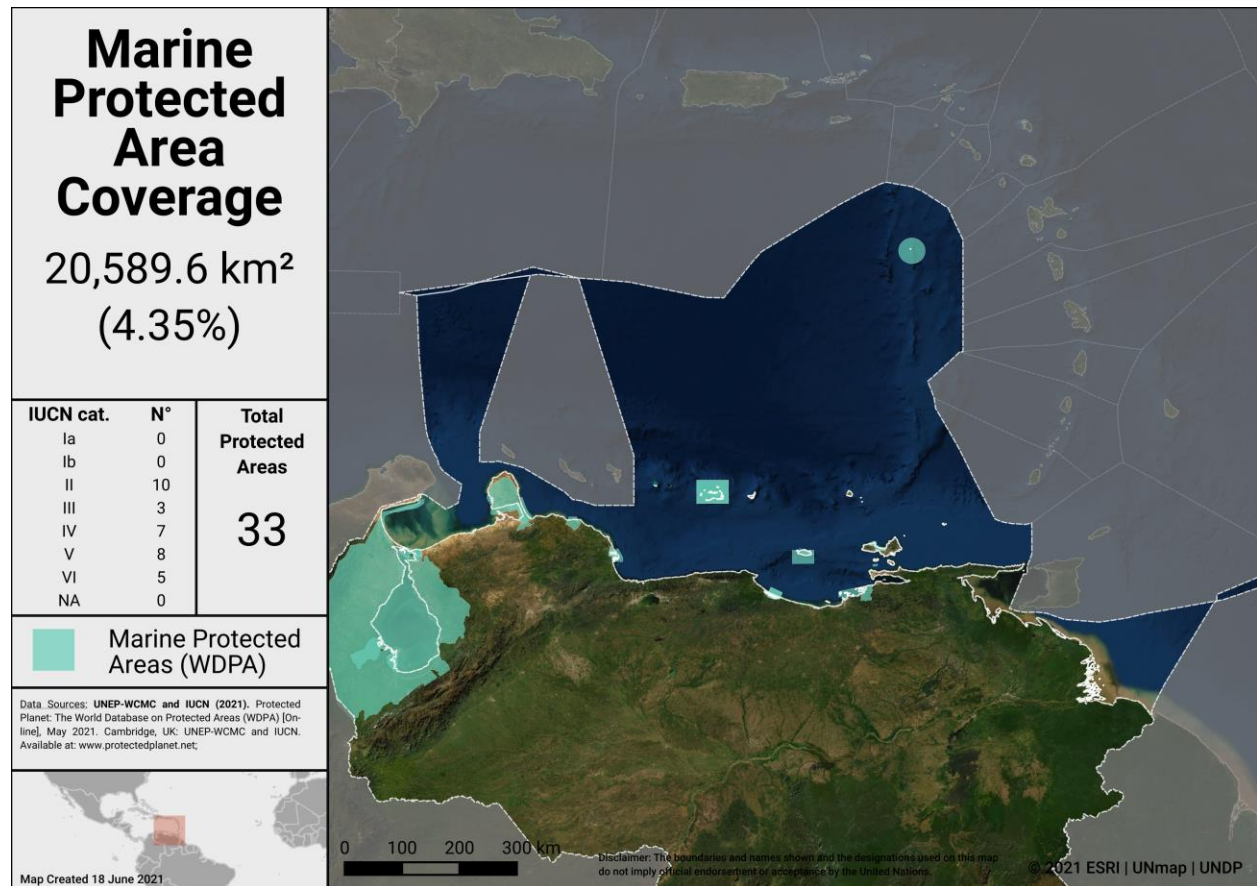 Marine
Protected
Area
Coverage
20,589.6 km²
(4.35%)
IUCN cat. N°
Ia 0
Ib 0
II 10
III 3
IV 7
V 8
VI 5
NA 0
Total
Protected
Areas
33
Marine Protected
Areas (WDPA)
Data Sources: UNEP-WCMC and IUCN (2021). Protected
Planet: The World Database on Protected Areas (WDPA) [On-
line], May 2021. Cambridge, UK: UNEP-WCMC and IUCN.
Available at: www.protectedplanet.net;
Map Created 18 June 2021
0 100 200 300 km
Disclaimer: The boundaries and names shown and the designations used on this map
do not imply official endorsement or acceptance by the United Nations.
© 2021 ESRI | UNmap | UNDP